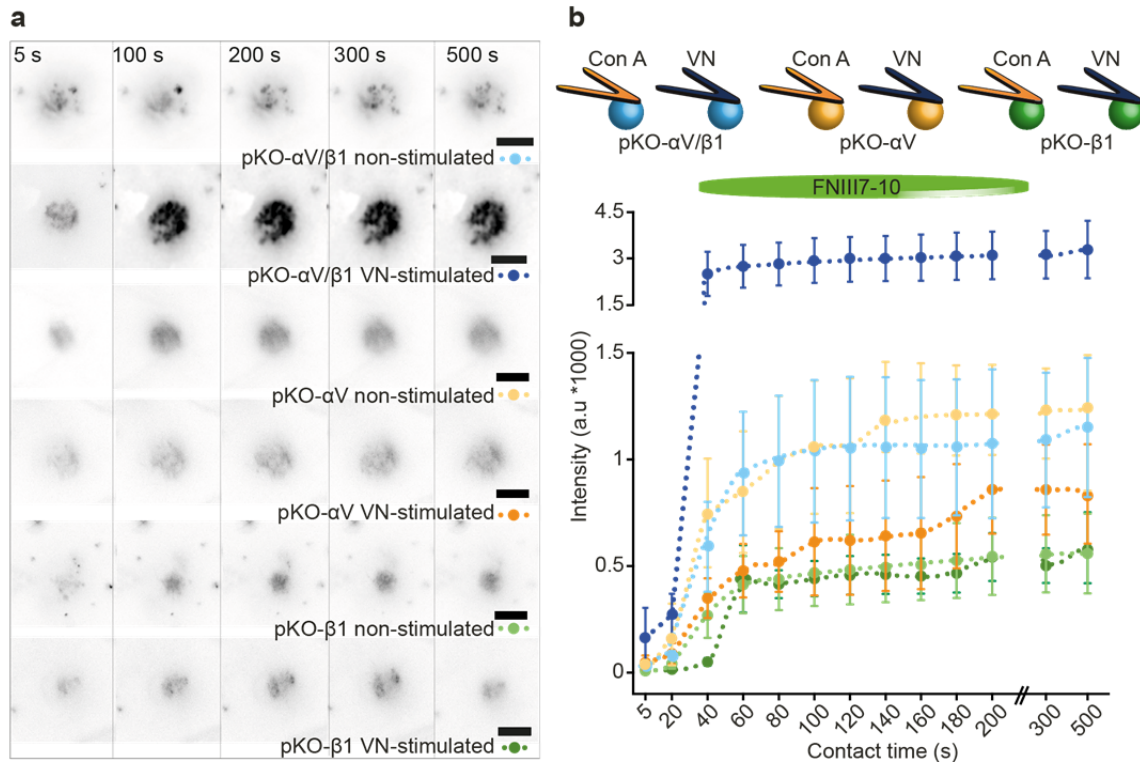 a
5 s 100 s 200 s 300 s 500 s
pKO-αV/β1 non-stimulated
pKO-αV/β1 VN-stimulated
pKO-αV non-stimulated
pKO-αV VN-stimulated
pKO-β1 non-stimulated
pKO-β1 VN-stimulated
b
Con A VN Con A VN Con A VN
pKO-αV/β1 pKO-αV pKO-β1
FNIII7-10
4.5
3
1.5
1.5
1
0.5
0
Intensity (a.u *1000)
5 20 40 60 80 100 120 140 160 180 200 300 500
Contact time (s)